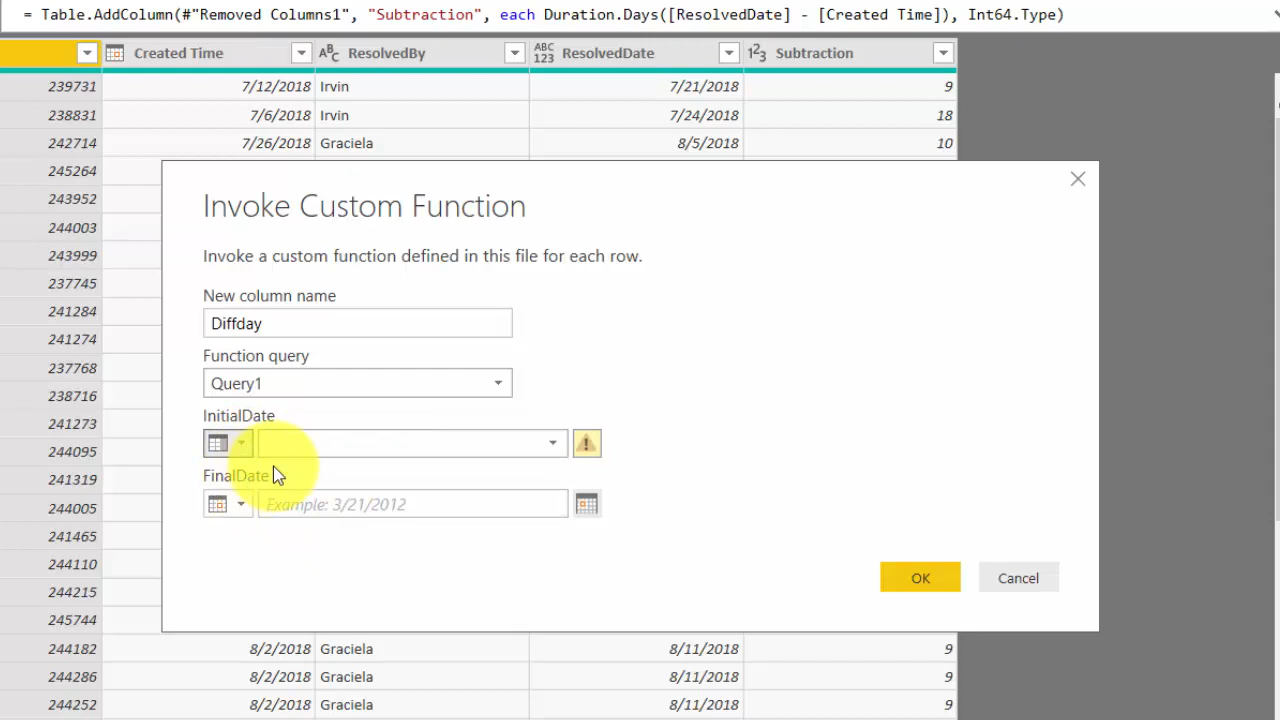 = Table.AddColumn(#"Removed Columns1", "Subtraction", each Duration.Days([ResolvedDate] - [Created Time]), Int64.Type)
Created Time ABC ResolvedBy ABC 123 ResolvedDate 123 Subtraction
239731 7/12/2018 Irvin 7/21/2018 9
238831 7/6/2018 Irvin 7/24/2018 18
242714 7/26/2018 Graciela 8/5/2018 10
245264
243952
244003
243999
237745
241284
241274
237768
238716
241273
244095
241319
244005
241465
244110
244215
245744
Invoke Custom Function
Invoke a custom function defined in this file for each row.
New column name
Diffday
Function query
Query1
InitialDate
FinalDate
Example: 3/21/2012
OK Cancel
244182 8/2/2018 Graciela 8/11/2018 9
244286 8/2/2018 Graciela 8/11/2018 9
244252 8/2/2018 Graciela 8/11/2018 9